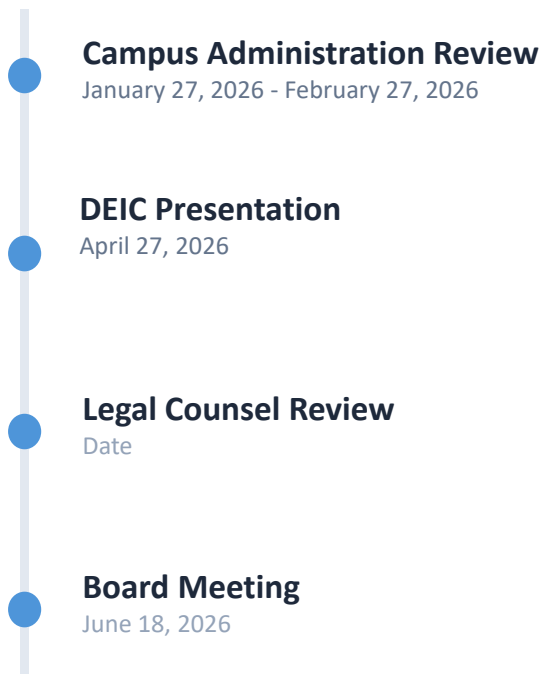 Campus Administration Review
January 27, 2026 - February 27, 2026
DEIC Presentation
April 27, 2026
Legal Counsel Review
Date
Board Meeting
June 18, 2026